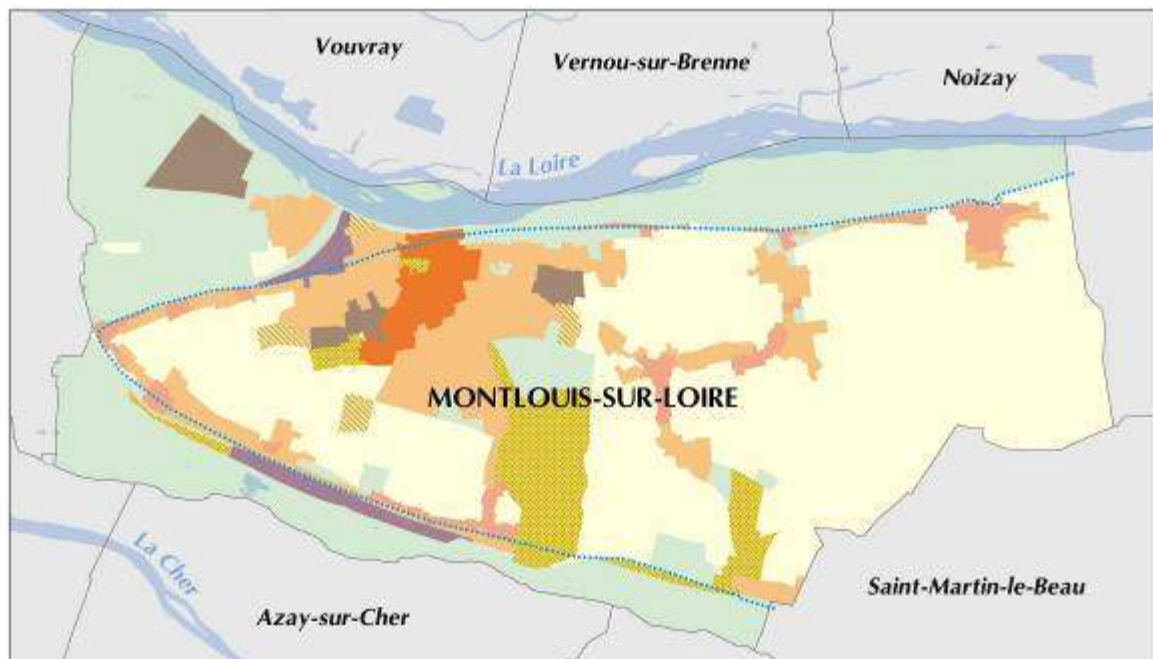 Vouvray
Vernou-sur-Brenne
Noizay
La Loire
MONTLOUIS-SUR-LOIRE
La Cher
Azay-sur-Cher
Saint-Martin-le-Beau